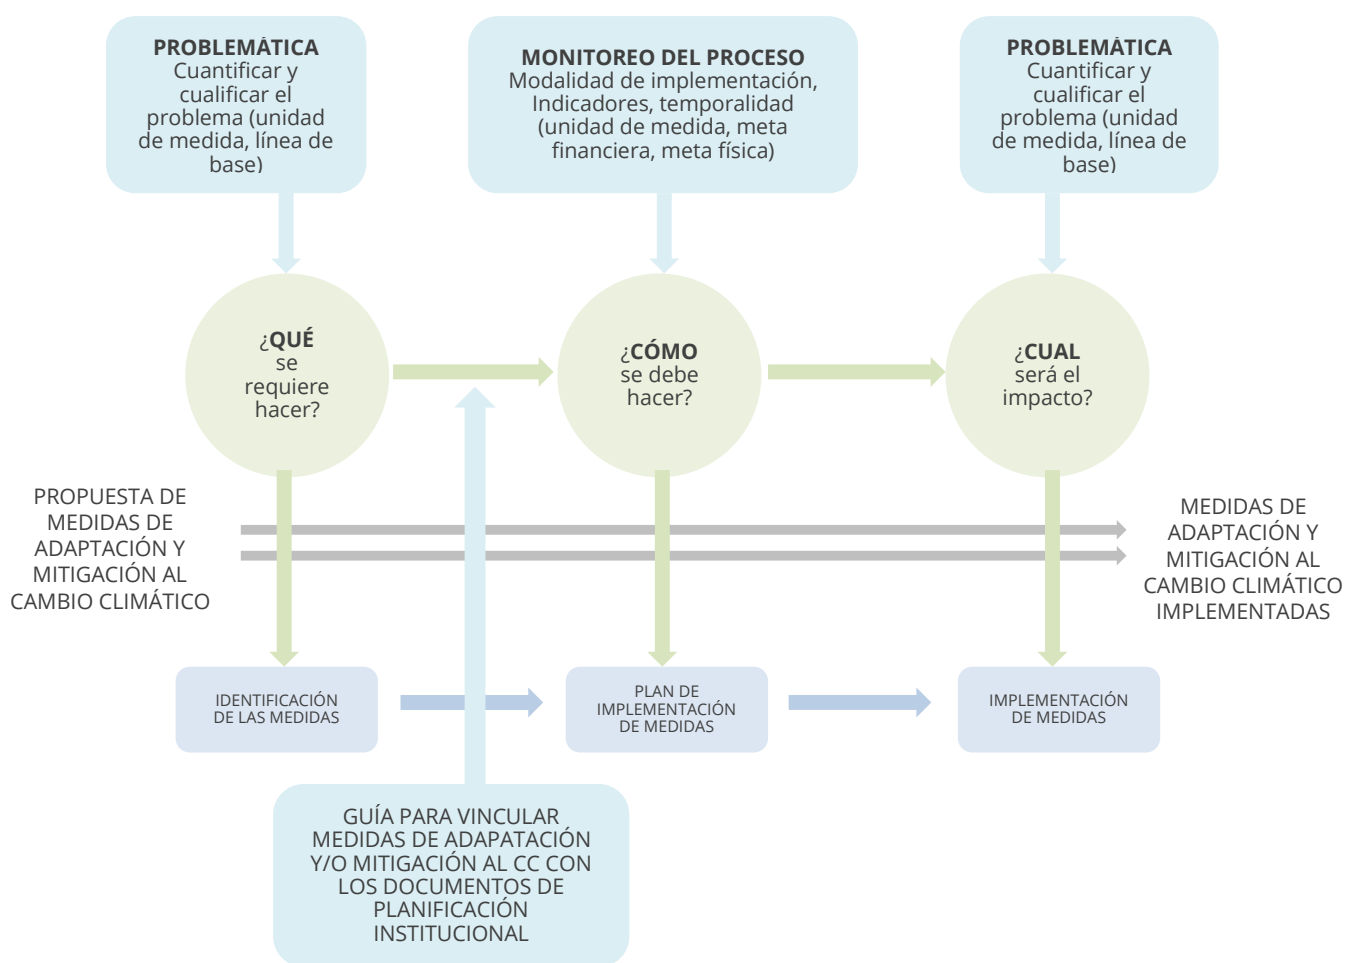 PROBLEMÁTICA
Cuantificar y
cualificar el
problema (unidad
de medida, línea de
base)
MONITOREO DEL PROCESO
Modalidad de implementación,
Indicadores, temporalidad
(unidad de medida, meta
financiera, meta física)
PROBLEMÁTICA
Cuantificar y
cualificar el
problema (unidad
de medida, línea de
base)
¿QUÉ
se
requiere
hacer?
¿CÓMO
se debe
hacer?
¿CUAL
será el
impacto?
PROPUESTA DE
MEDIDAS DE
ADAPTACIÓN Y
MITIGACIÓN AL
CAMBIO CLIMÁTICO
MEDIDAS DE
ADAPTACIÓN Y
MITIGACIÓN AL
CAMBIO CLIMÁTICO
IMPLEMENTADAS
IDENTIFICACIÓN
DE LAS MEDIDAS
PLAN DE
IMPLEMENTACIÓN
DE MEDIDAS
IMPLEMENTACIÓN
DE MEDIDAS
GUÍA PARA VINCULAR
MEDIDAS DE ADAPATACIÓN
Y/O MITIGACIÓN AL CC CON
LOS DOCUMENTOS DE
PLANIFICACIÓN
INSTITUCIONAL